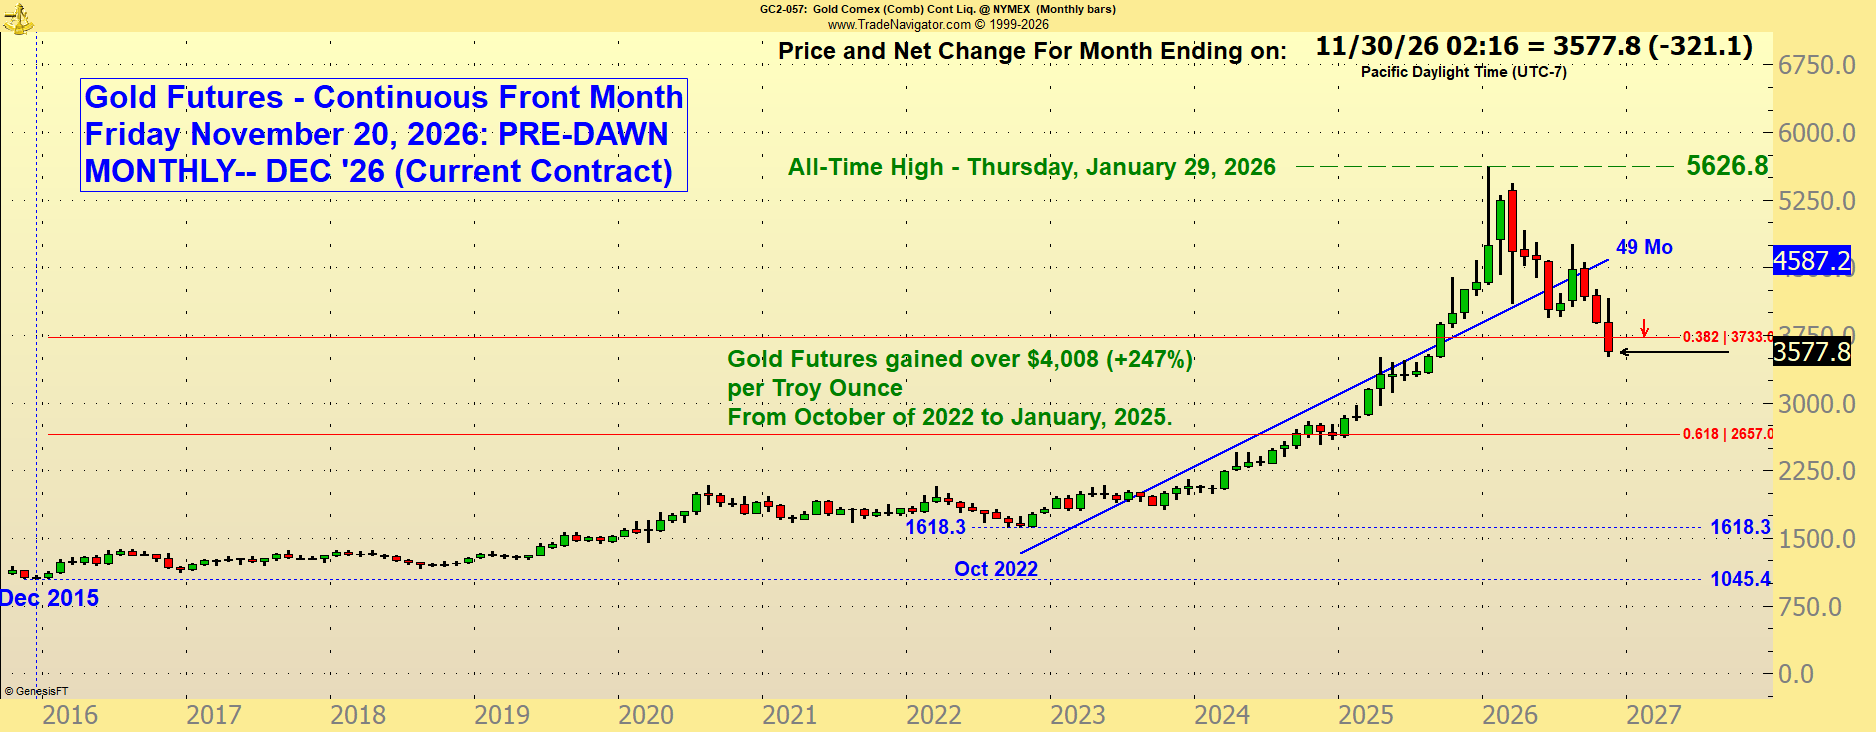 GC2-057: Gold Comex (Comb) Cont Liq. @ NYMEX (Monthly bars)
www.TradeNavigator.com © 1999-2026
Price and Net Change For Month Ending on: 11/30/26 02:16 = 3577.8 (-321.1)
Pacific Daylight Time (UTC-7)
Gold Futures - Continuous Front Month
Friday November 20, 2026: PRE-DAWN
MONTHLY-- DEC '26 (Current Contract)
All-Time High - Thursday, January 29, 2026
5626.8
49 Mo
Gold Futures gained over $4,008 (+247%)
per Troy Ounce
From October of 2022 to January, 2025.
0.382 | 3733.0
0.618 | 2657.0
1618.3
1618.3
Oct 2022
1045.4
Dec 2015
6750.0
6000.0
5250.0
4587.2
3750.0
3577.8
3000.0
2250.0
1500.0
750.0
0.0
© GenesisFT
2016 2017 2018 2019 2020 2021 2022 2023 2024 2025 2026 2027